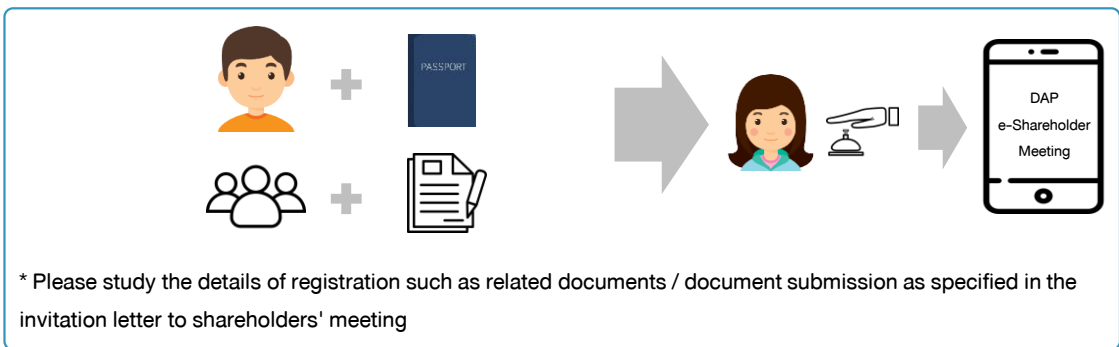 PASSPORT
DAP
e-Shareholder
Meeting
* Please study the details of registration such as related documents / document submission as specified in the
invitation letter to shareholders' meeting